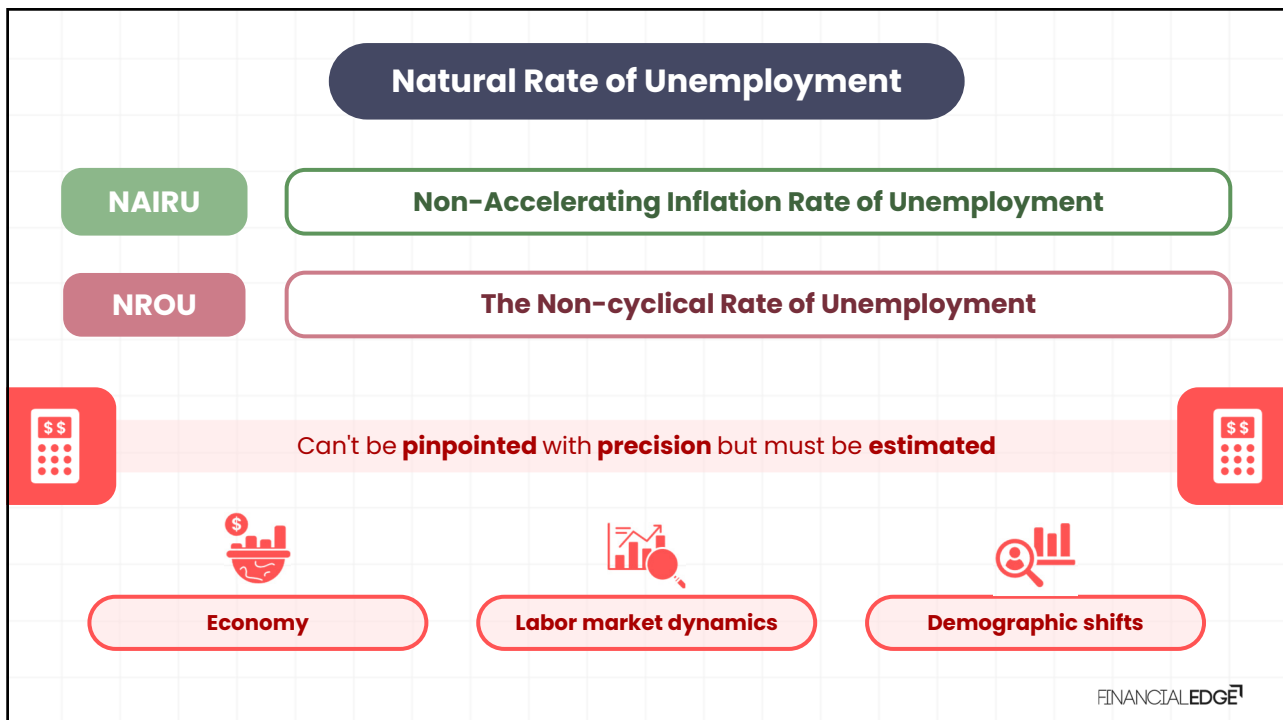 Natural Rate of Unemployment
NAIRU
Non-Accelerating Inflation Rate of Unemployment
NROU
The Non-cyclical Rate of Unemployment
$$
$$
Can't be pinpointed with precision but must be estimated
$
Economy
Labor market dynamics
Demographic shifts
FINANCIALEDGE